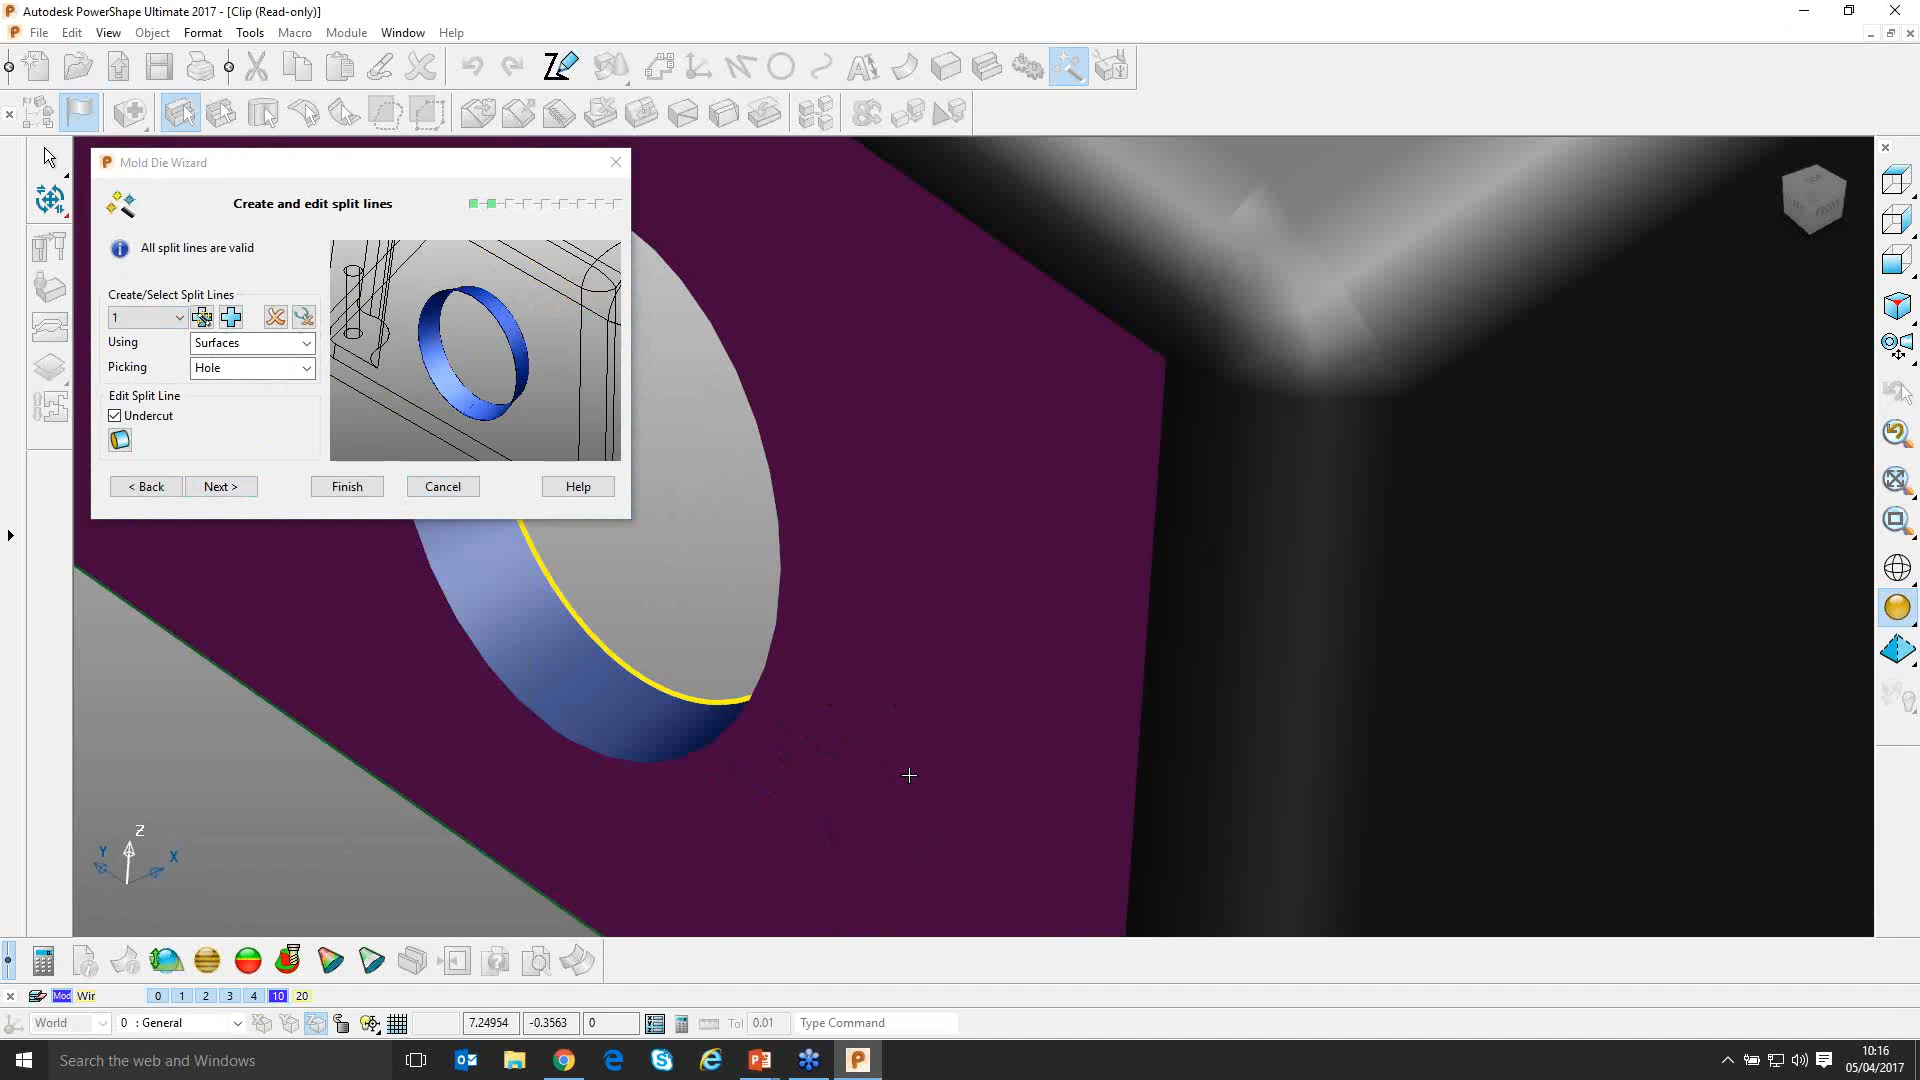 Autodesk PowerShape Ultimate 2017 - [Clip (Read-only)]
File Edit View Object Format Tools Macro Module Window Help
Mold Die Wizard
Create and edit split lines
All split lines are valid
Create/Select Split Lines
1
Using Surfaces
Picking Hole
Edit Split Line
Undercut
< Back Next > Finish Cancel Help
FRONT
Z
Y
X
Mod Wir 0 1 2 3 4 10 20
World 0 : General 7.24954 -0.3563 0 Tol 0.01 Type Command
Search the web and Windows
10:16
05/04/2017